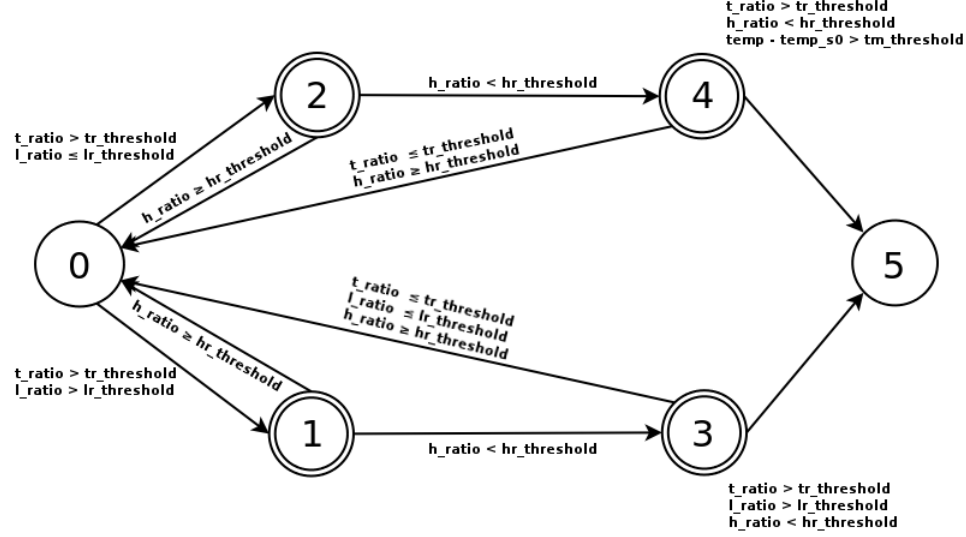 t_ratio > tr_threshold
h_ratio < hr_threshold
temp - temp_s0 > tm_threshold
2
h_ratio < hr_threshold
4
t_ratio > tr_threshold
l_ratio ≤ lr_threshold
h_ratio ≥ hr_threshold
t_ratio ≤ tr_threshold
h_ratio ≥ hr_threshold
0
5
t_ratio ≤ tr_threshold
l_ratio ≤ lr_threshold
h_ratio ≥ hr_threshold
h_ratio ≥ hr_threshold
t_ratio > tr_threshold
l_ratio > lr_threshold
1
h_ratio < hr_threshold
3
t_ratio > tr_threshold
l_ratio > lr_threshold
h_ratio < hr_threshold